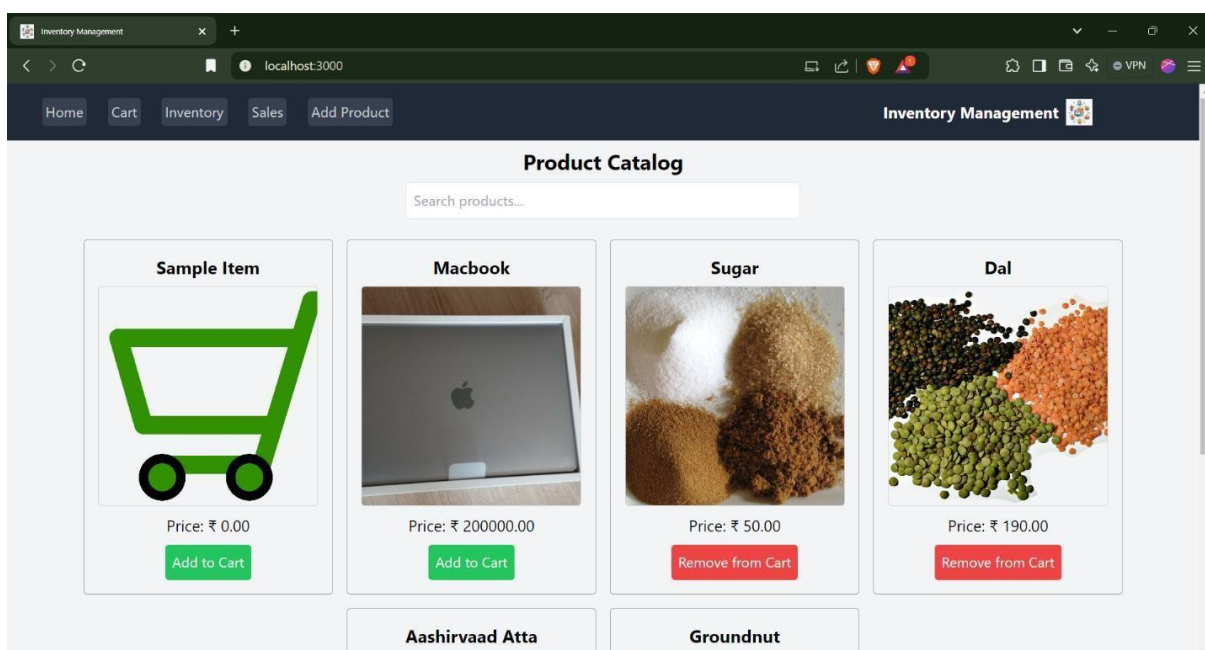 Inventory Management
localhost:3000
VPN
Home Cart Inventory Sales Add Product Inventory Management
Product Catalog
Search products...
Sample Item Macbook Sugar Dal
Price: ₹ 0.00 Price: ₹ 200000.00 Price: ₹ 50.00 Price: ₹ 190.00
Add to Cart Add to Cart Remove from Cart Remove from Cart
Aashirvaad Atta Groundnut